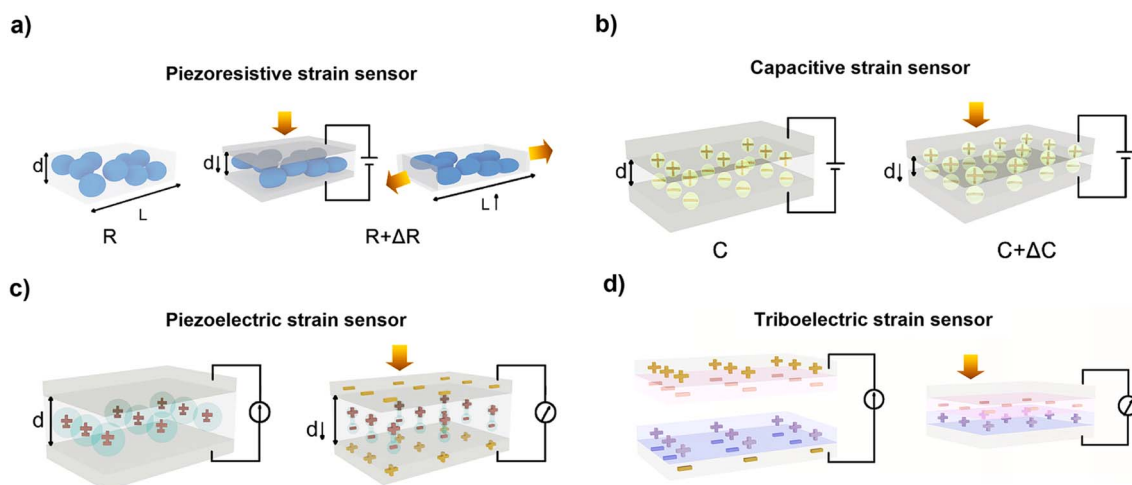 a)
Piezoresistive strain sensor
d
L
R
d↓
L↑
R+ΔR
b)
Capacitive strain sensor
d
C
d↓
C+ΔC
c)
Piezoelectric strain sensor
d
d↓
d)
Triboelectric strain sensor